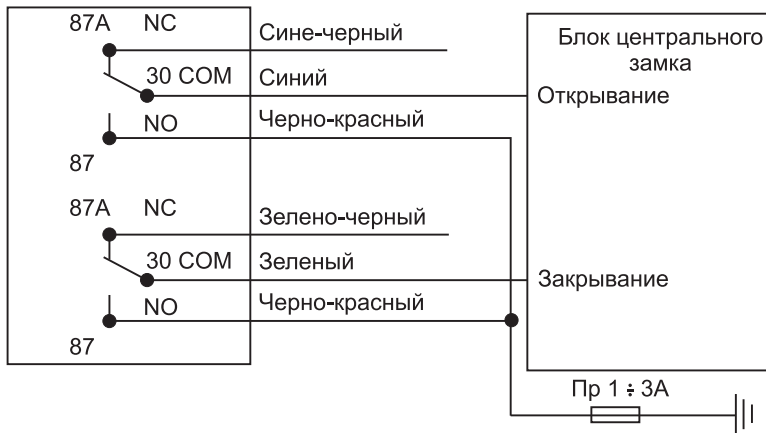 87A NC
Сине-черный
30 COM
Синий
NO
Черно-красный
87
87A NC
Зелено-черный
30 COM
Зеленый
NO
Черно-красный
87
Блок центрального
замка
Открывание
Закрывание
Пр 1 ÷ 3А